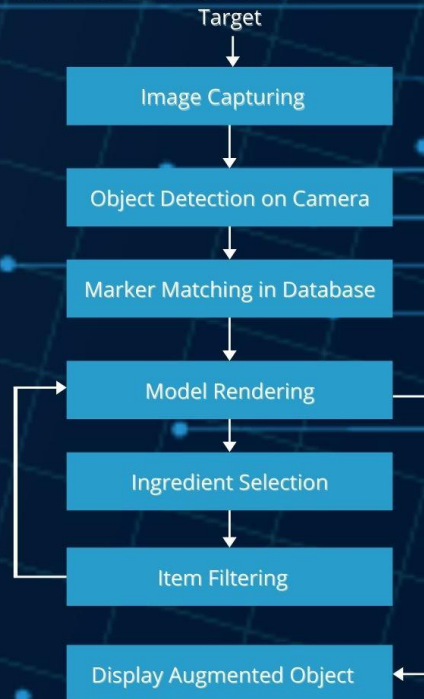 Target
Image Capturing
Object Detection on Camera
Marker Matching in Database
Model Rendering
Ingredient Selection
Item Filtering
Display Augmented Object